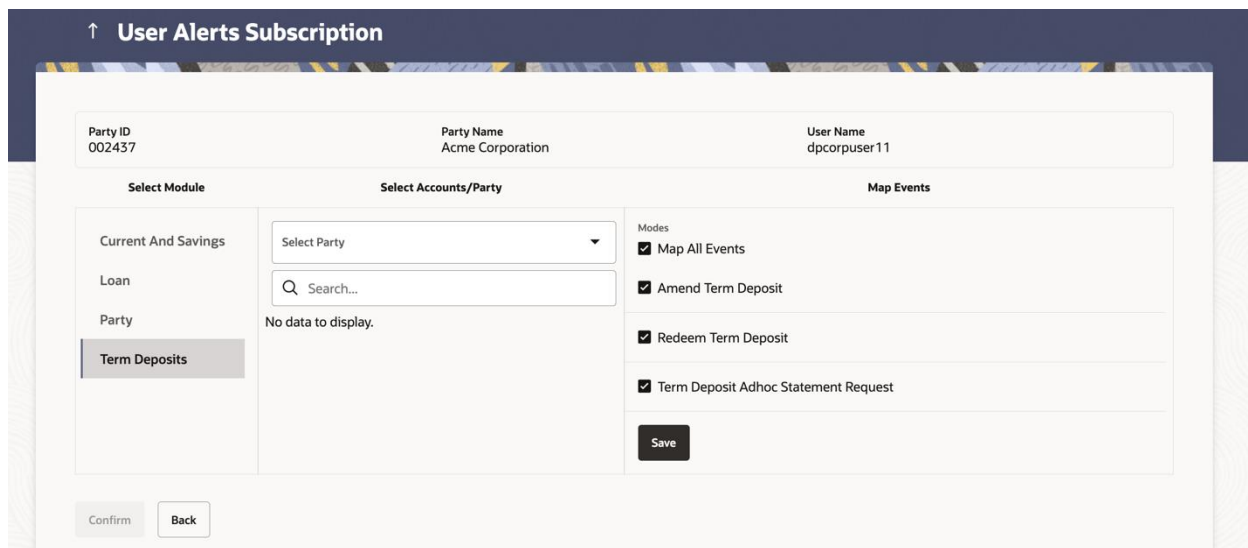 User Alerts Subscription
Party ID
002437
Party Name
Acme Corporation
User Name
dpcorpuser11
Select Module
Select Accounts/Party
Map Events
Current And Savings
Loan
Party
Term Deposits
Select Party
Search...
No data to display.
Modes
Map All Events
Amend Term Deposit
Redeem Term Deposit
Term Deposit Adhoc Statement Request
Save
Confirm
Back